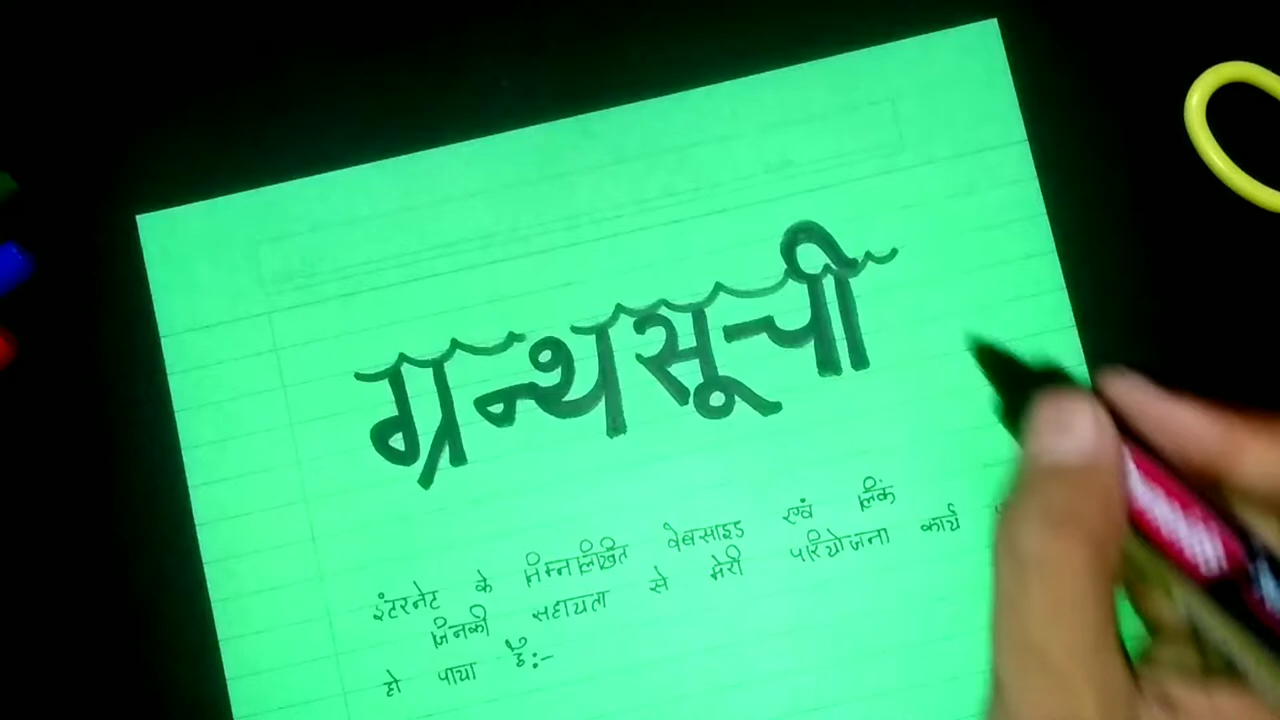 ग्रन्थसूची
इंटरनेट के निम्नलिखित वेबसाइड एवं लिंक
जिनकी सहायता से मेरी परियोजना कार्य
हो पाया है:-